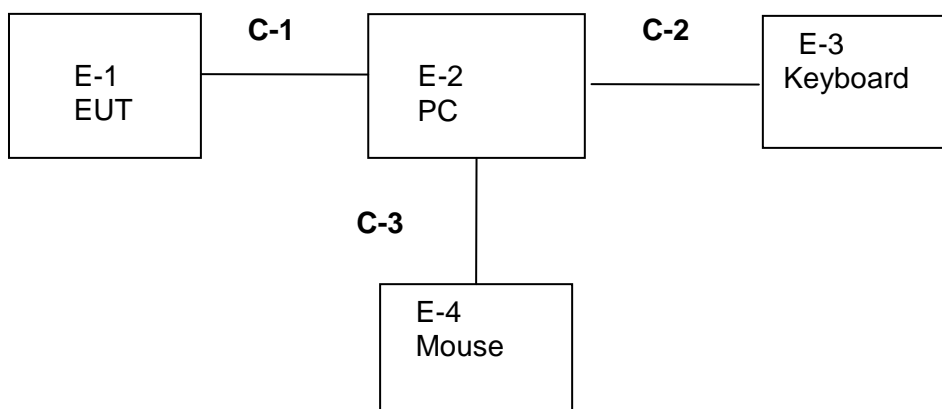 C-1
C-2
E-1
EUT
E-2
PC
E-3
Keyboard
C-3
E-4
Mouse